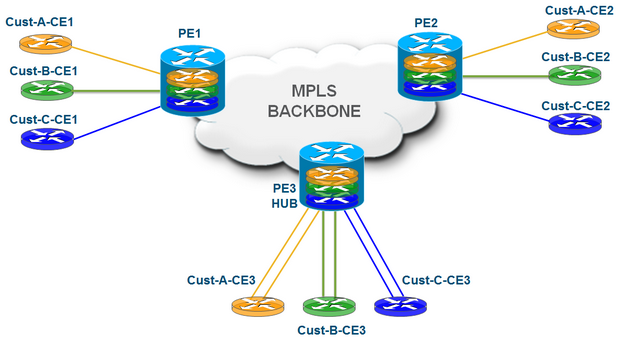 Cust-A-CE1
PE1
PE2
Cust-A-CE2
Cust-B-CE1
MPLS
BACKBONE
Cust-B-CE2
Cust-C-CE1
Cust-C-CE2
PE3
HUB
Cust-A-CE3
Cust-C-CE3
Cust-B-CE3